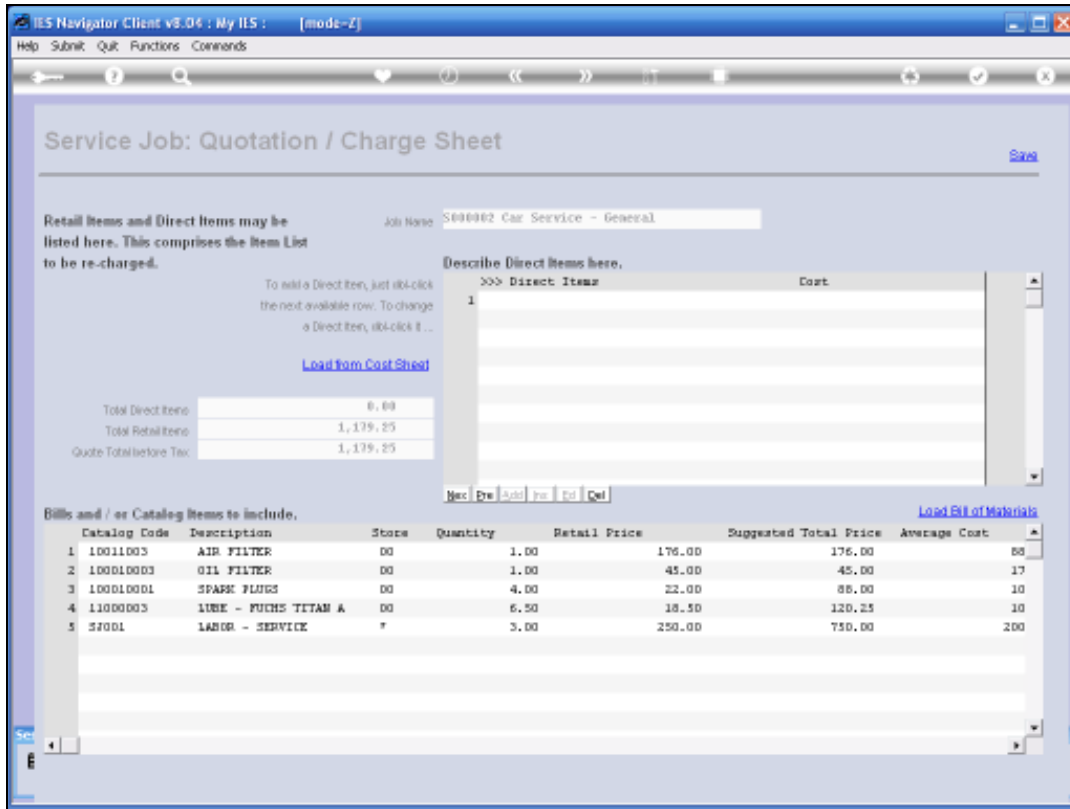 IES Navigator Client v8.04 : My IES : [mode=Z]
Help Submit Quit Functions Commands
Service Job: Quotation / Charge Sheet
Save
Retail Items and Direct Items may be
listed here. This comprises the Item List
to be re-charged.
Job Name S000002 Car Service - General
Describe Direct Items here.
To add a Direct Item, just dbl-click
the next available row. To change
a Direct Item, dbl-click it ...
>>> Direct Items Cost
1
Load from Cost Sheet
Total Direct Items 0.00
Total Retail Items 1,179.25
Quote Total before Tax 1,179.25
Nex Pre Add Ins Ed Del
Bills and / or Catalog Items to include.
Load Bill of Materials
Catalog Code Description Store Quantity Retail Price Suggested Total Price Average Cost
1 10011003 AIR FILTER 00 1.00 176.00 176.00 88
2 100010003 OIL FILTER 00 1.00 45.00 45.00 17
3 100010001 SPARK PLUGS 00 4.00 22.00 88.00 10
4 11000003 LUBE - FUCHS TITAN A 00 6.50 18.50 120.25 10
5 SJ001 LABOR - SERVICE * 3.00 250.00 750.00 200